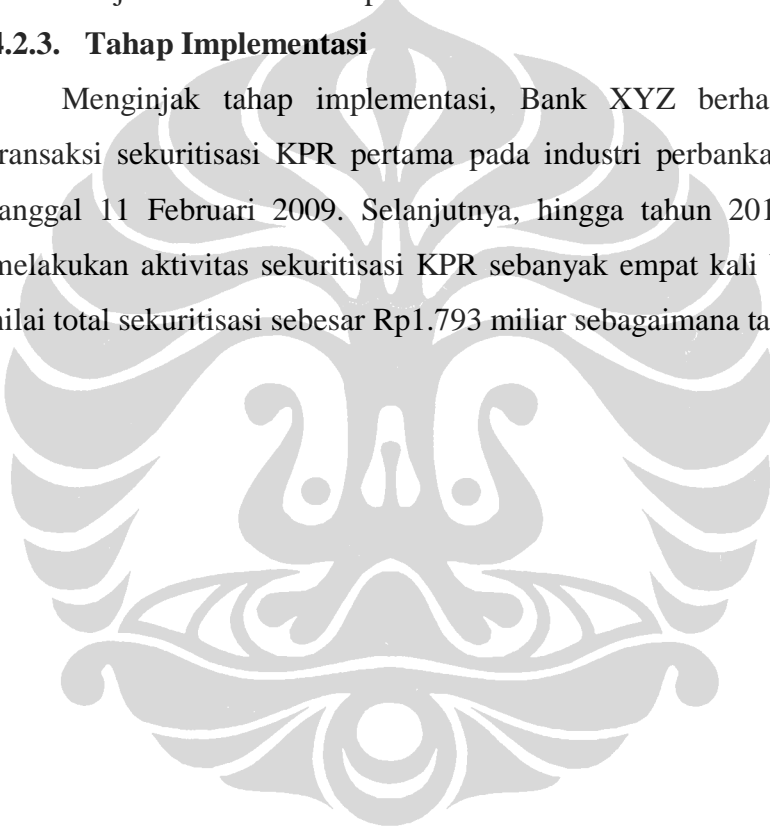 4.2.3. Tahap Implementasi
Menginjak tahap implementasi, Bank XYZ berha
ransaksi sekuritisasi KPR pertama pada industri perbanka
anggal 11 Februari 2009. Selanjutnya, hingga tahun 201
melakukan aktivitas sekuritisasi KPR sebanyak empat kali
nilai total sekuritisasi sebesar Rp1.793 miliar sebagaimana ta